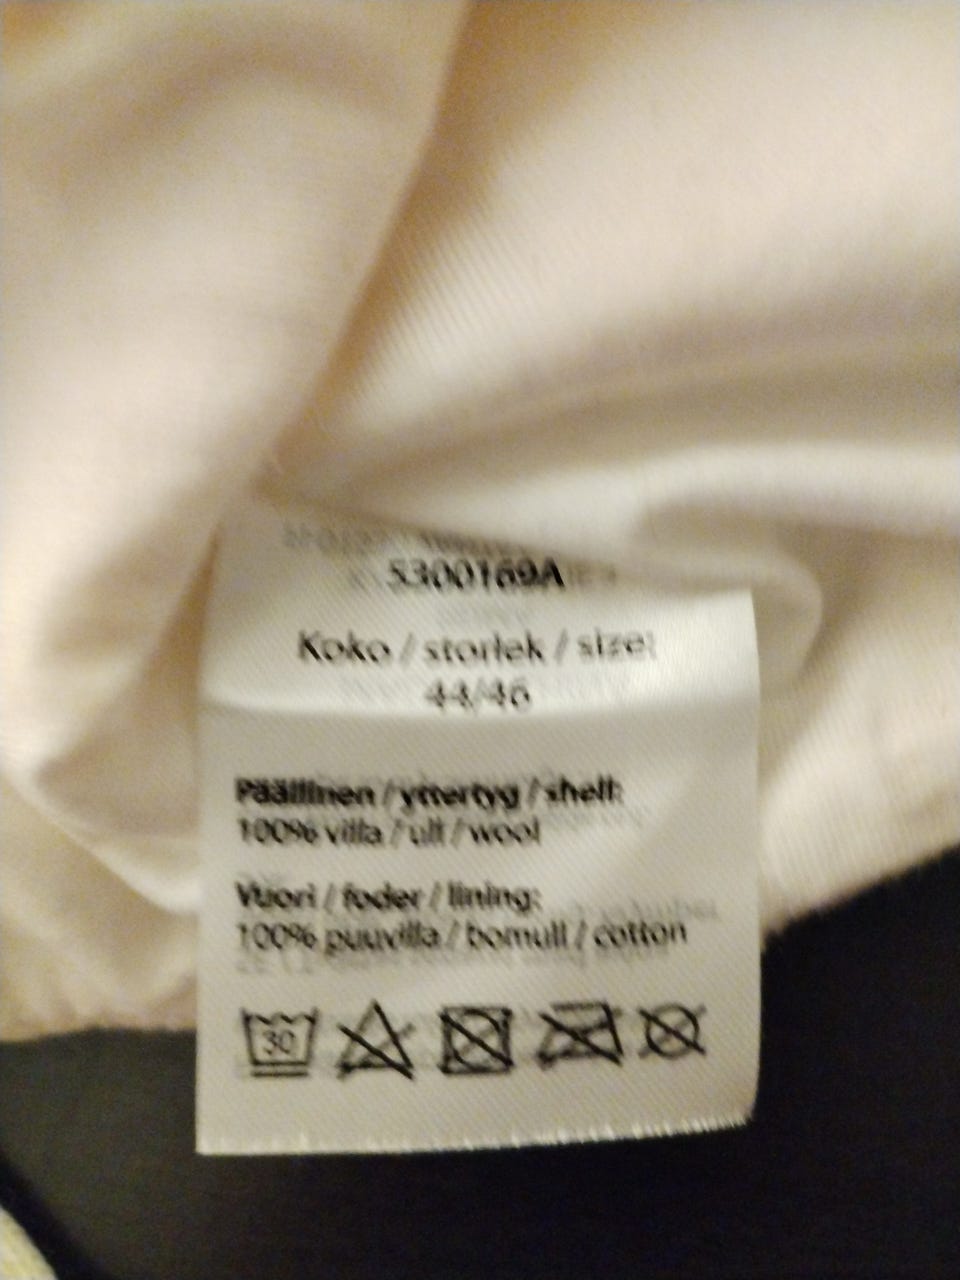 5300169A
Koko / storlek / size:
44/46
Päällinen / yttertyg / shell:
100% villa / ull / wool
Vuori / foder / lining:
100% puuvilla / bomull / cotton
30